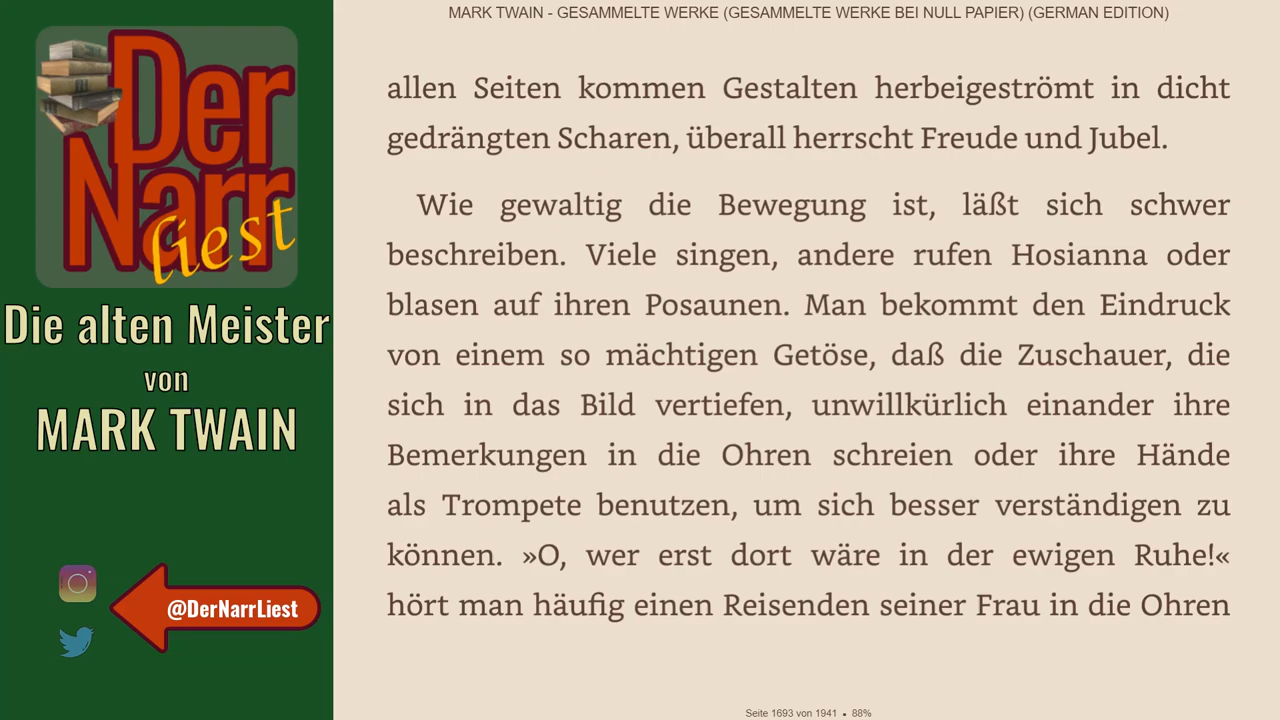 Der
Narr
liest
Die alten Meister
von
MARK TWAIN
@DerNarrLiest
MARK TWAIN - GESAMMELTE WERKE (GESAMMELTE WERKE BEI NULL PAPIER) (GERMAN EDITION)
allen Seiten kommen Gestalten herbeigeströmt in dicht
gedrängten Scharen, überall herrscht Freude und Jubel.
Wie gewaltig die Bewegung ist, läßt sich schwer
beschreiben. Viele singen, andere rufen Hosianna oder
blasen auf ihren Posaunen. Man bekommt den Eindruck
von einem so mächtigen Getöse, daß die Zuschauer, die
sich in das Bild vertiefen, unwillkürlich einander ihre
Bemerkungen in die Ohren schreien oder ihre Hände
als Trompete benutzen, um sich besser verständigen zu
können. »O, wer erst dort wäre in der ewigen Ruhe!«
hört man häufig einen Reisenden seiner Frau in die Ohren
Seite 1693 von 1941 • 88%